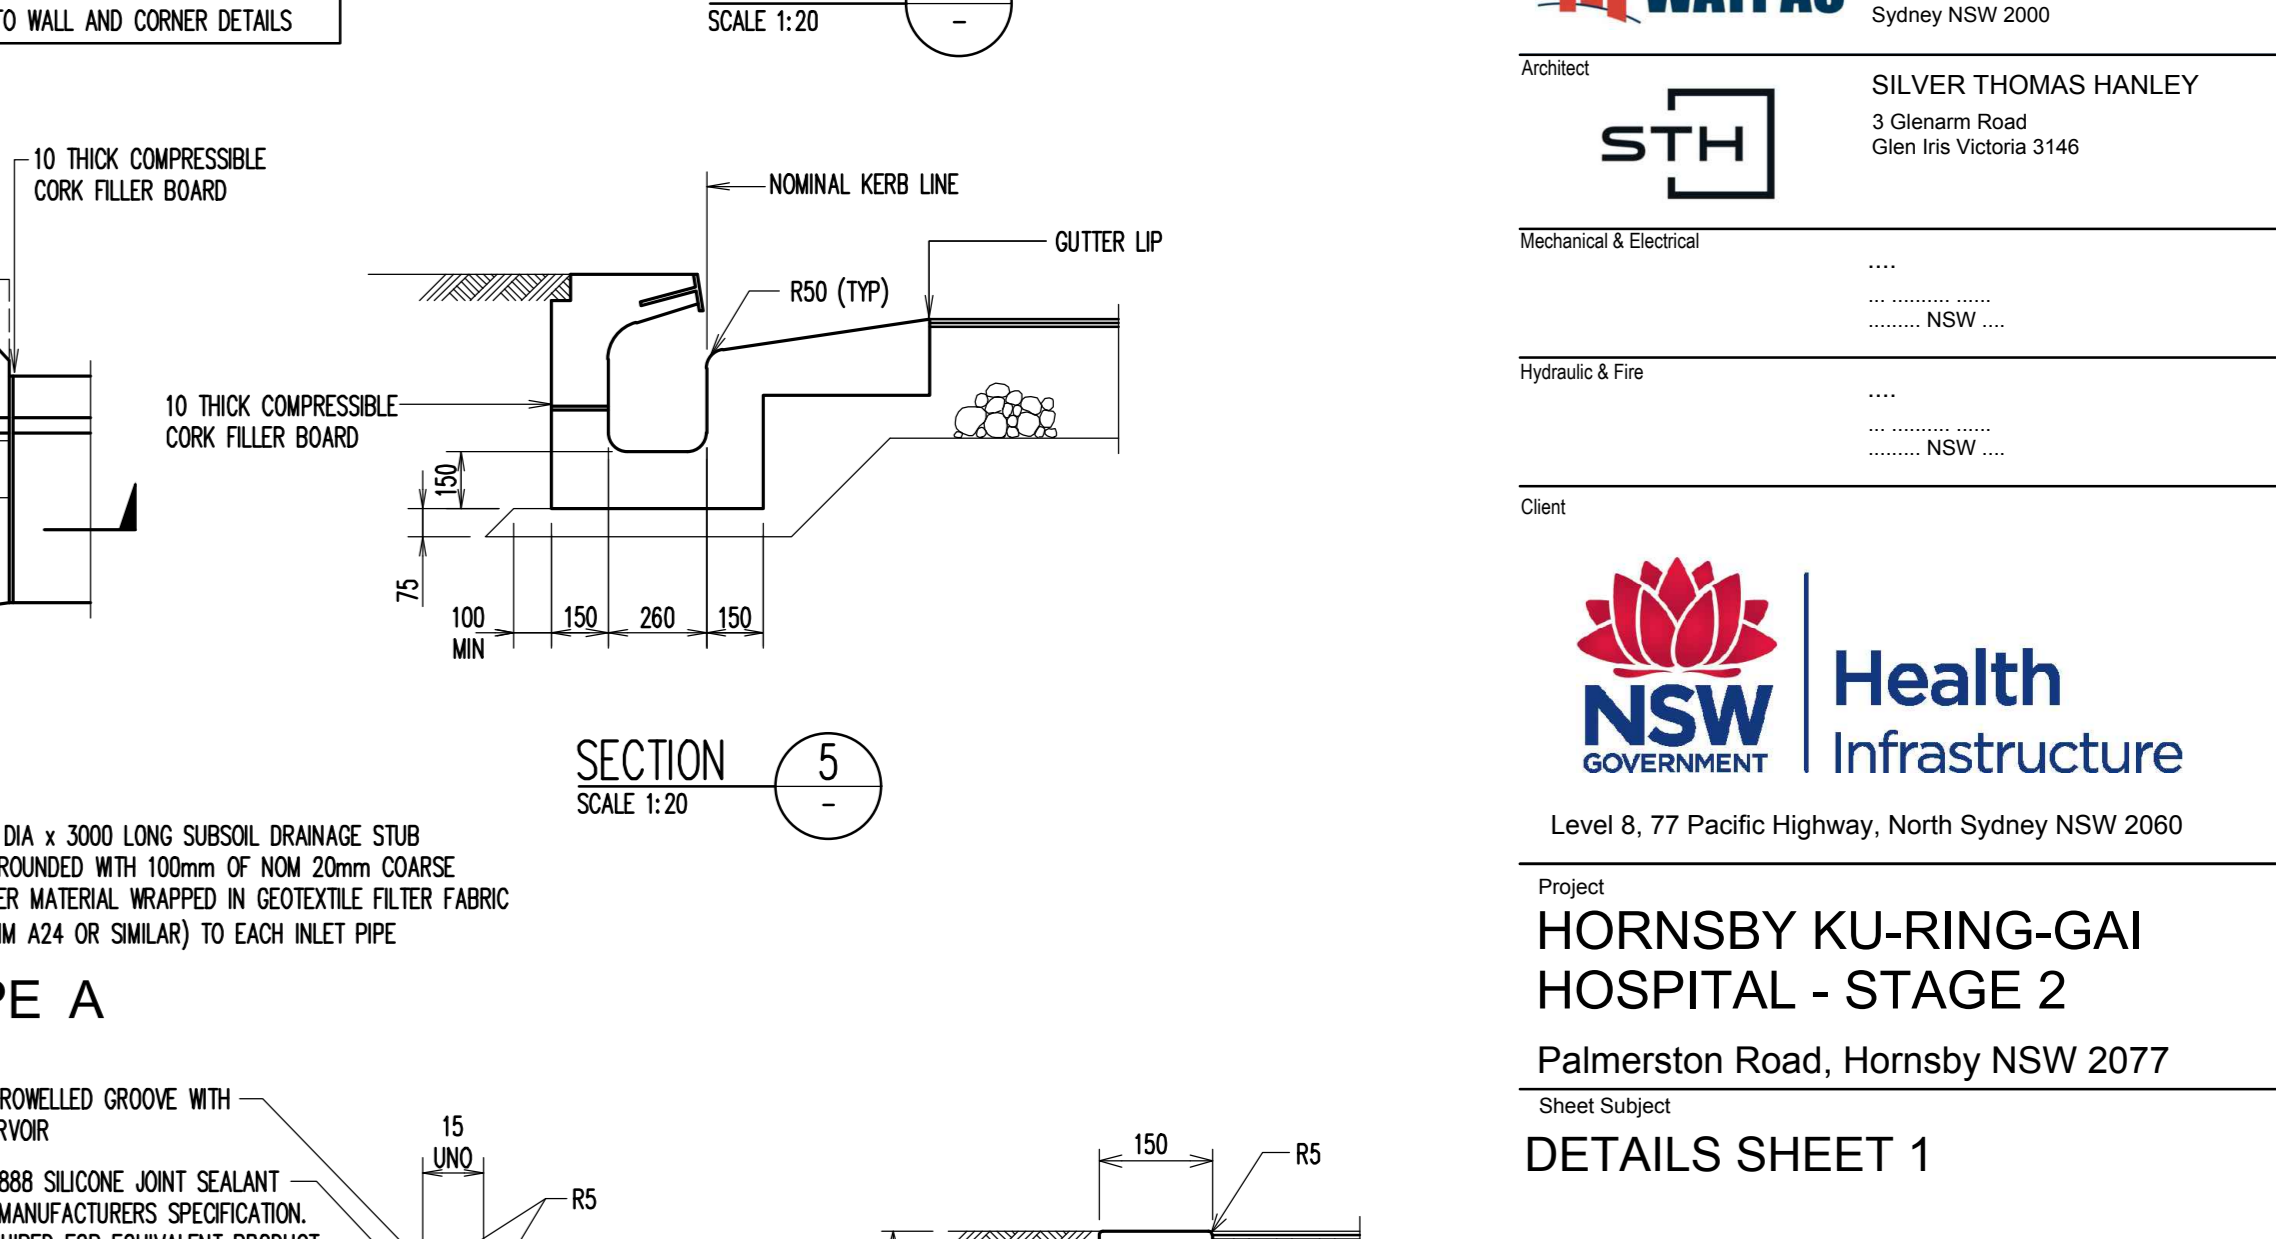 TO WALL AND CORNER DETAILS
SCALE 1:20
-
10 THICK COMPRESSIBLE
CORK FILLER BOARD
NOMINAL KERB LINE
GUTTER LIP
R50 (TYP)
10 THICK COMPRESSIBLE
CORK FILLER BOARD
150
75
100
MIN
150
260
150
SECTION
5
SCALE 1:20
-
DIA x 3000 LONG SUBSOIL DRAINAGE STUB
ROUNDED WITH 100mm OF NOM 20mm COARSE
ER MATERIAL WRAPPED IN GEOTEXTILE FILTER FABRIC
IM A24 OR SIMILAR) TO EACH INLET PIPE
PE A
ROWELLED GROOVE WITH
RVOIR
888 SILICONE JOINT SEALANT
MANUFACTURERS SPECIFICATION.
15
UNO
R5
150
R5
Sydney NSW 2000
Architect
STH
SILVER THOMAS HANLEY
3 Glenarm Road
Glen Iris Victoria 3146
Mechanical & Electrical
....
... .......... ......
......... NSW ....
Hydraulic & Fire
....
... .......... ......
......... NSW ....
Client
NSW
GOVERNMENT
Health
Infrastructure
Level 8, 77 Pacific Highway, North Sydney NSW 2060
Project
HORNSBY KU-RING-GAI
HOSPITAL - STAGE 2
Palmerston Road, Hornsby NSW 2077
Sheet Subject
DETAILS SHEET 1